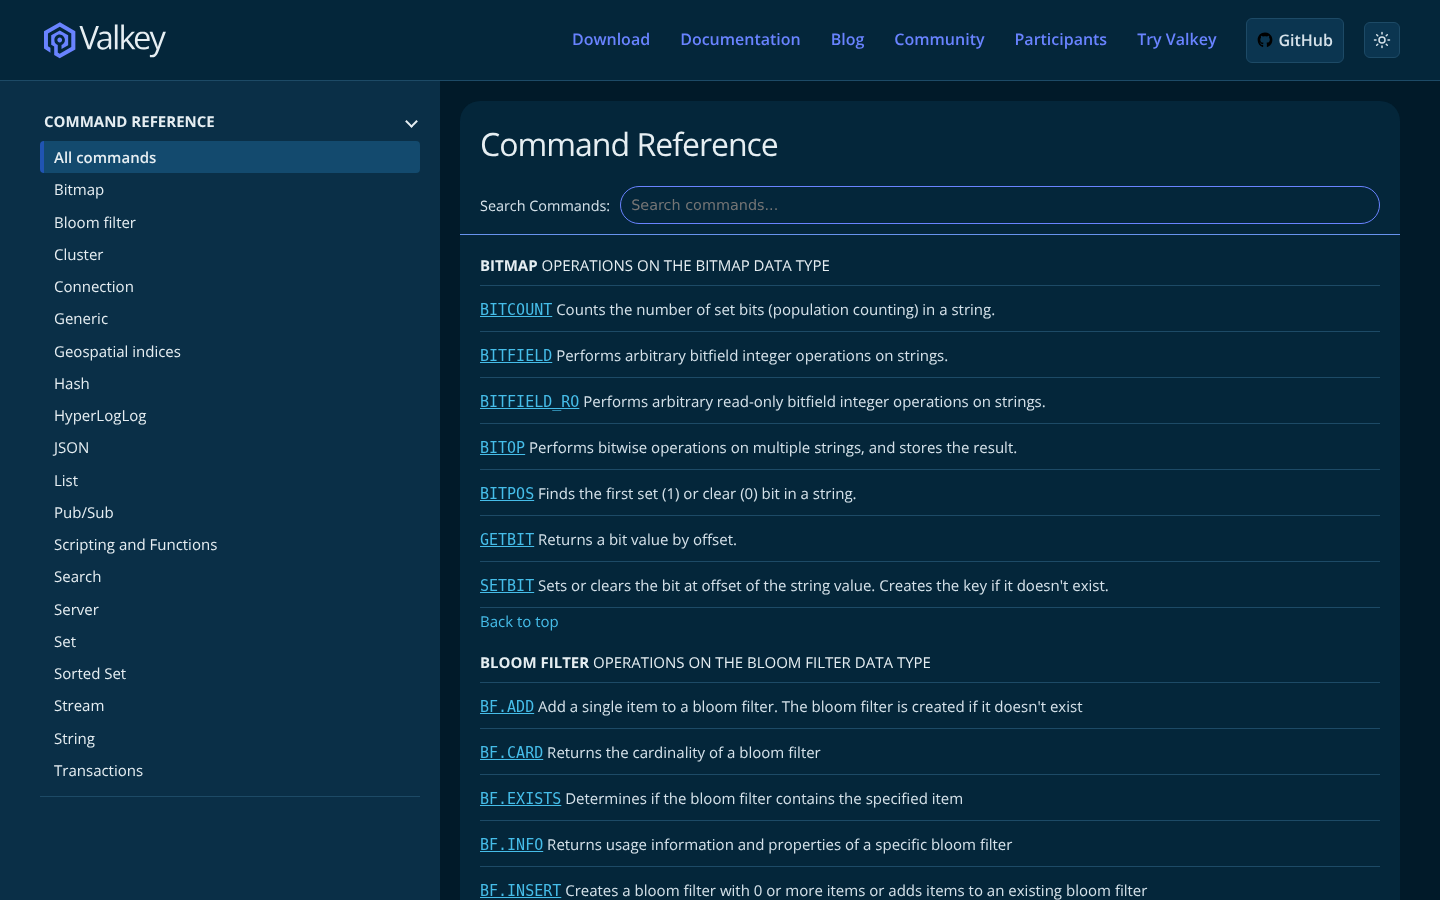 Valkey
Download
Documentation
Blog
Community
Participants
Try Valkey
GitHub
COMMAND REFERENCE
All commands
Bitmap
Bloom filter
Cluster
Connection
Generic
Geospatial indices
Hash
HyperLogLog
JSON
List
Pub/Sub
Scripting and Functions
Search
Server
Set
Sorted Set
Stream
String
Transactions
Command Reference
Search Commands: Search commands...
BITMAP OPERATIONS ON THE BITMAP DATA TYPE
BITCOUNT Counts the number of set bits (population counting) in a string.
BITFIELD Performs arbitrary bitfield integer operations on strings.
BITFIELD_RO Performs arbitrary read-only bitfield integer operations on strings.
BITOP Performs bitwise operations on multiple strings, and stores the result.
BITPOS Finds the first set (1) or clear (0) bit in a string.
GETBIT Returns a bit value by offset.
SETBIT Sets or clears the bit at offset of the string value. Creates the key if it doesn't exist.
Back to top
BLOOM FILTER OPERATIONS ON THE BLOOM FILTER DATA TYPE
BF.ADD Add a single item to a bloom filter. The bloom filter is created if it doesn't exist
BF.CARD Returns the cardinality of a bloom filter
BF.EXISTS Determines if the bloom filter contains the specified item
BF.INFO Returns usage information and properties of a specific bloom filter
BF.INSERT Creates a bloom filter with 0 or more items or adds items to an existing bloom filter